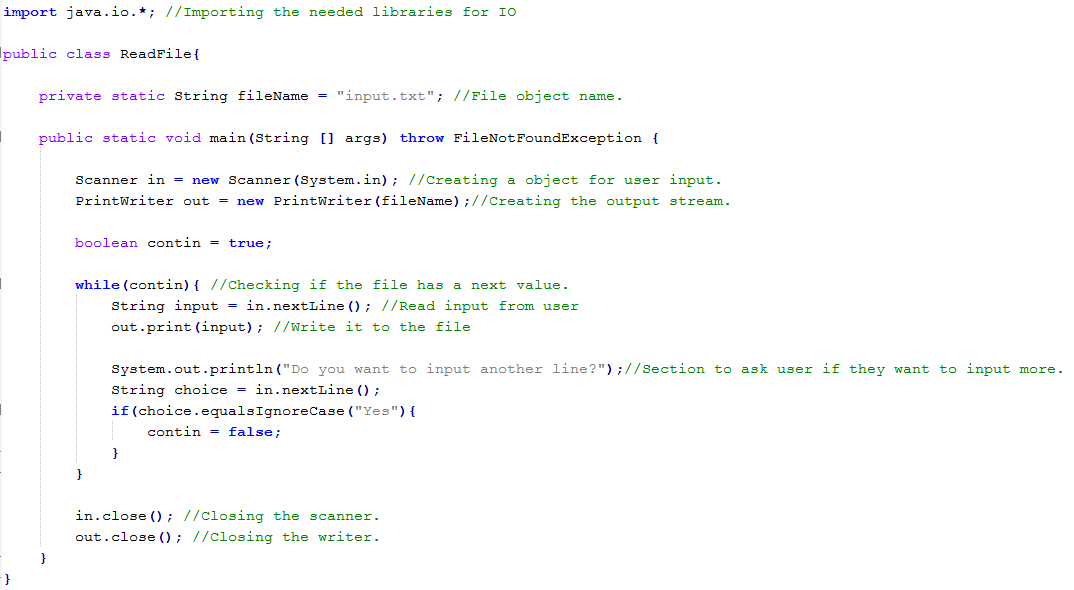 import java.io.*; //Importing the needed libraries for IO
public class ReadFile{
private static String fileName = "input.txt"; //File object name.
public static void main(String [] args) throw FileNotFoundException {
Scanner in = new Scanner(System.in); //Creating a object for user input.
PrintWriter out = new PrintWriter(fileName);//Creating the output stream.
boolean contin = true;
while(contin){ //Checking if the file has a next value.
String input = in.nextLine(); //Read input from user
out.print(input); //Write it to the file
System.out.println("Do you want to input another line?");//Section to ask user if they want to input more.
String choice = in.nextLine();
if(choice.equalsIgnoreCase("Yes"){
contin = false;
}
}
in.close(); //Closing the scanner.
out.close(); //Closing the writer.
}
}